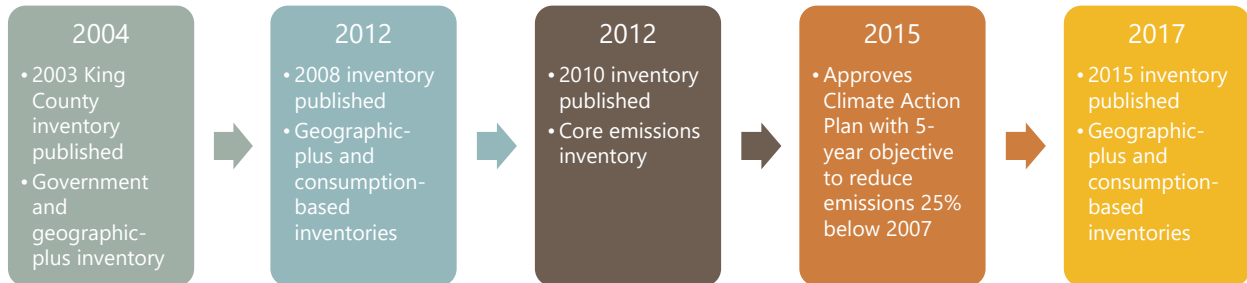 2004
• 2003 King
County
inventory
published
• Government
and
geographic-
plus inventory
2012
• 2008 inventory
published
• Geographic-
plus and
consumption-
based
inventories
2012
• 2010 inventory
published
• Core emissions
inventory
2015
• Approves
Climate Action
Plan with 5-
year objective
to reduce
emissions 25%
below 2007
2017
• 2015 inventory
published
• Geographic-
plus and
consumption-
based
inventories